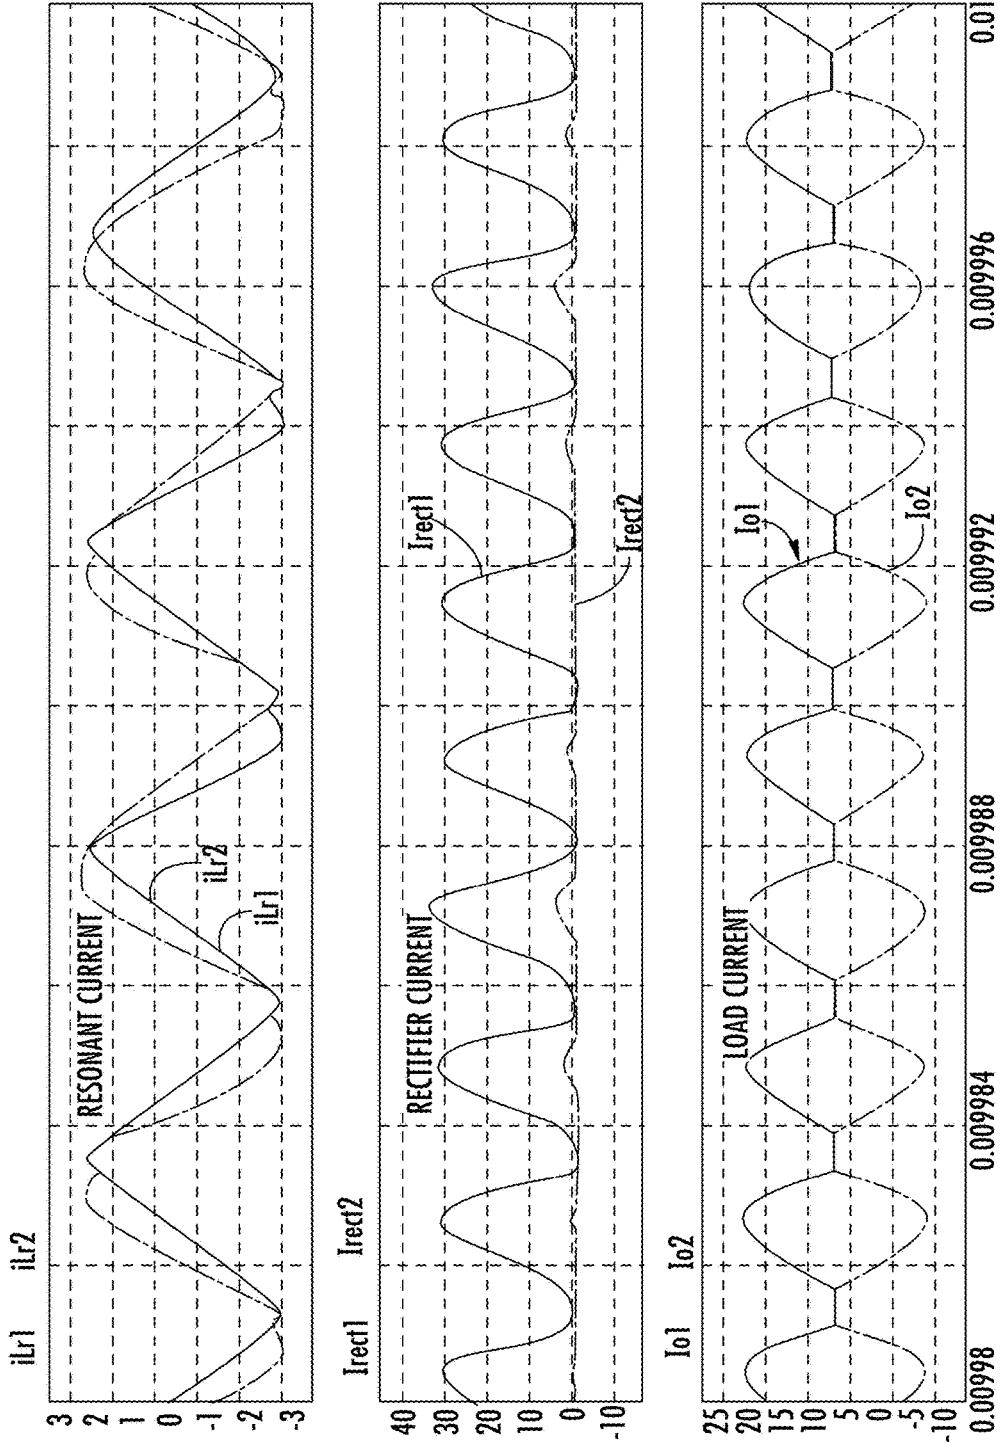 iLr1 iLr2
RESONANT CURRENT
3
2
1
0
-1
-2
-3
iLr2
iLr1
Irect1 Irect2
RECTIFIER CURRENT
40
30
20
10
0
-10
Irect1
Irect2
Io1 Io2
LOAD CURRENT
25
20
15
10
5
0
-5
-10
Io1
Io2
0.00998 0.009984 0.009988 0.009992 0.009996 0.01